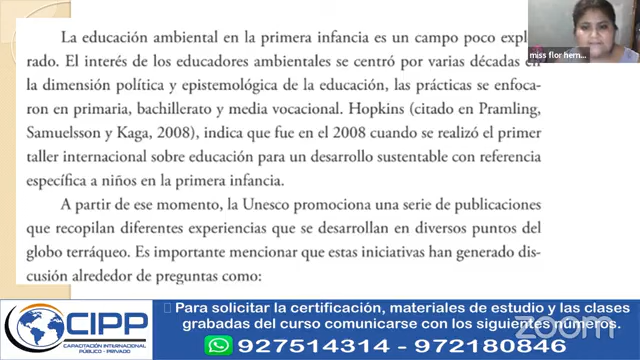 La educación ambiental en la primera infancia es un campo poco explo
rado. El interés de los educadores ambientales se centró por varias décadas en
la dimensión política y epistemológica de la educación, las prácticas se enfoca-
ron en primaria, bachillerato y media vocacional. Hopkins (citado en Pramling,
Samuelsson y Kaga, 2008), indica que fue en el 2008 cuando se realizó el primer
taller internacional sobre educación para un desarrollo sustentable con referencia
específica a niños en la primera infancia.
A partir de ese momento, la Unesco promociona una serie de publicaciones
que recopilan diferentes experiencias que se desarrollan en diversos puntos del
globo terráqueo. Es importante mencionar que estas iniciativas han generado dis-
cusión alrededor de preguntas como:
miss flor hern...
CIPP
CAPACITACIÓN INTERNACIONAL
PÚBLICO - PRIVADO
Para solicitar la certificación, materiales de estudio y las clases
grabadas del curso comunicarse con los siguientes números.
927514314 - 972180846
zoom